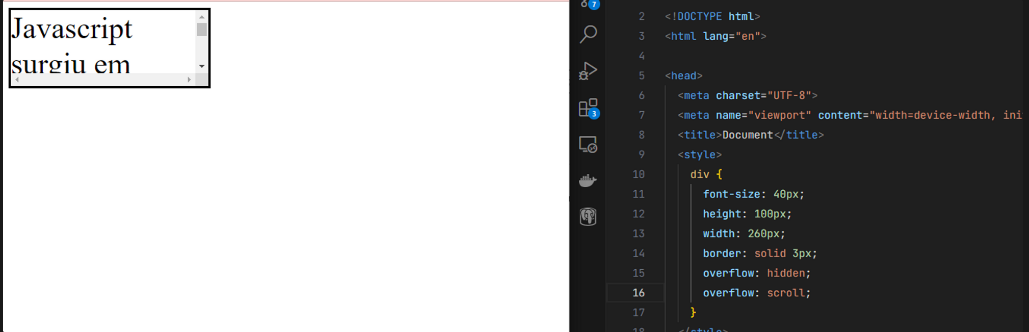 Javascript
surgiu em
7
3
2 <!DOCTYPE html>
3 <html lang="en">
4
5 <head>
6 <meta charset="UTF-8">
7 <meta name="viewport" content="width=device-width, ini
8 <title>Document</title>
9 <style>
10 div {
11 font-size: 40px;
12 height: 100px;
13 width: 260px;
14 border: solid 3px;
15 overflow: hidden;
16 overflow: scroll;
17 }
18 </style>